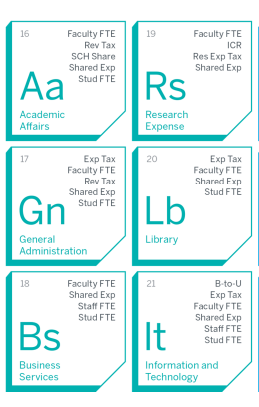 16
Faculty FTE
Rev Tax
SCH Share
Shared Exp
Stud FTE
Aa
Academic
Affairs
19
Faculty FTE
ICR
Res Exp Tax
Shared Exp
Rs
Research
Expense
17
Exp Tax
Faculty FTE
Rev Tax
Shared Exp
Stud FTE
Gn
General
Administration
20
Exp Tax
Faculty FTE
Shared Exp
Stud FTE
Lb
Library
18
Faculty FTE
Shared Exp
Staff FTE
Stud FTE
Bs
Business
Services
21
B-to-U
Exp Tax
Faculty FTE
Shared Exp
Staff FTE
Stud FTE
It
Information and
Technology